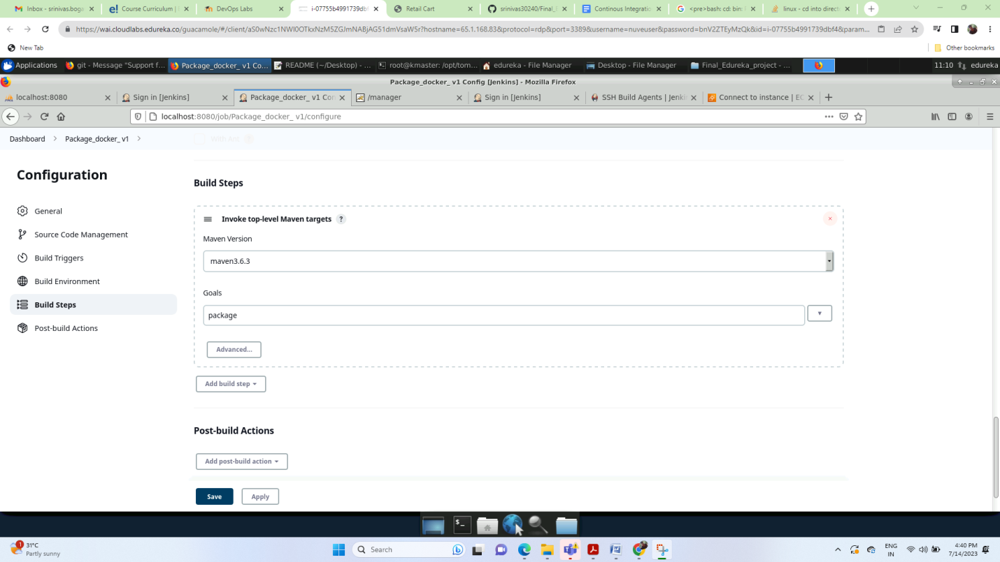 Inbox - srinivas.boga
Course Curriculum |
DevOps Labs
i-07755b4991739dbf
Retail Cart
srinivas30240/Final_
Continous Integratio
<pre>bash: cd: bin:
linux - cd into direct
https://wai.cloudlabs.edureka.co/guacamole/#/client/aS0wNzc1NWI0OTkxNzM5ZGJmNABjAG51dmVsaW5r?hostname=65.1.168.83&protocol=rdp&port=3389&username=nuveuser&password=bnV2ZTEyMzQk&id=i-07755b4991739dbf4&param...
New Tab
Other bookmarks
Applications
git - Message "Support f...
Package_docker_ v1 Co...
README (~/Desktop) - ...
root@kmaster: /opt/tom...
edureka - File Manager
Desktop - File Manager
Final_Edureka_project - ...
11:10
edureka
Package_docker_ v1 Config [Jenkins] - Mozilla Firefox
localhost:8080
Sign in [Jenkins]
Package_docker_ v1 Con
/manager
Sign in [Jenkins]
SSH Build Agents | Jenki
Connect to instance | EC
localhost:8080/job/Package_docker_ v1/configure
Dashboard
Package_docker_ v1
With Ant
?
Configuration
General
Source Code Management
Build Triggers
Build Environment
Build Steps
Post-build Actions
Build Steps
Invoke top-level Maven targets ?
Maven Version
maven3.6.3
Goals
package
Advanced...
Add build step
Post-build Actions
Add post-build action
Save
Apply
1
31°C
Partly sunny
Search
ENG
IN
4:40 PM
7/14/2023